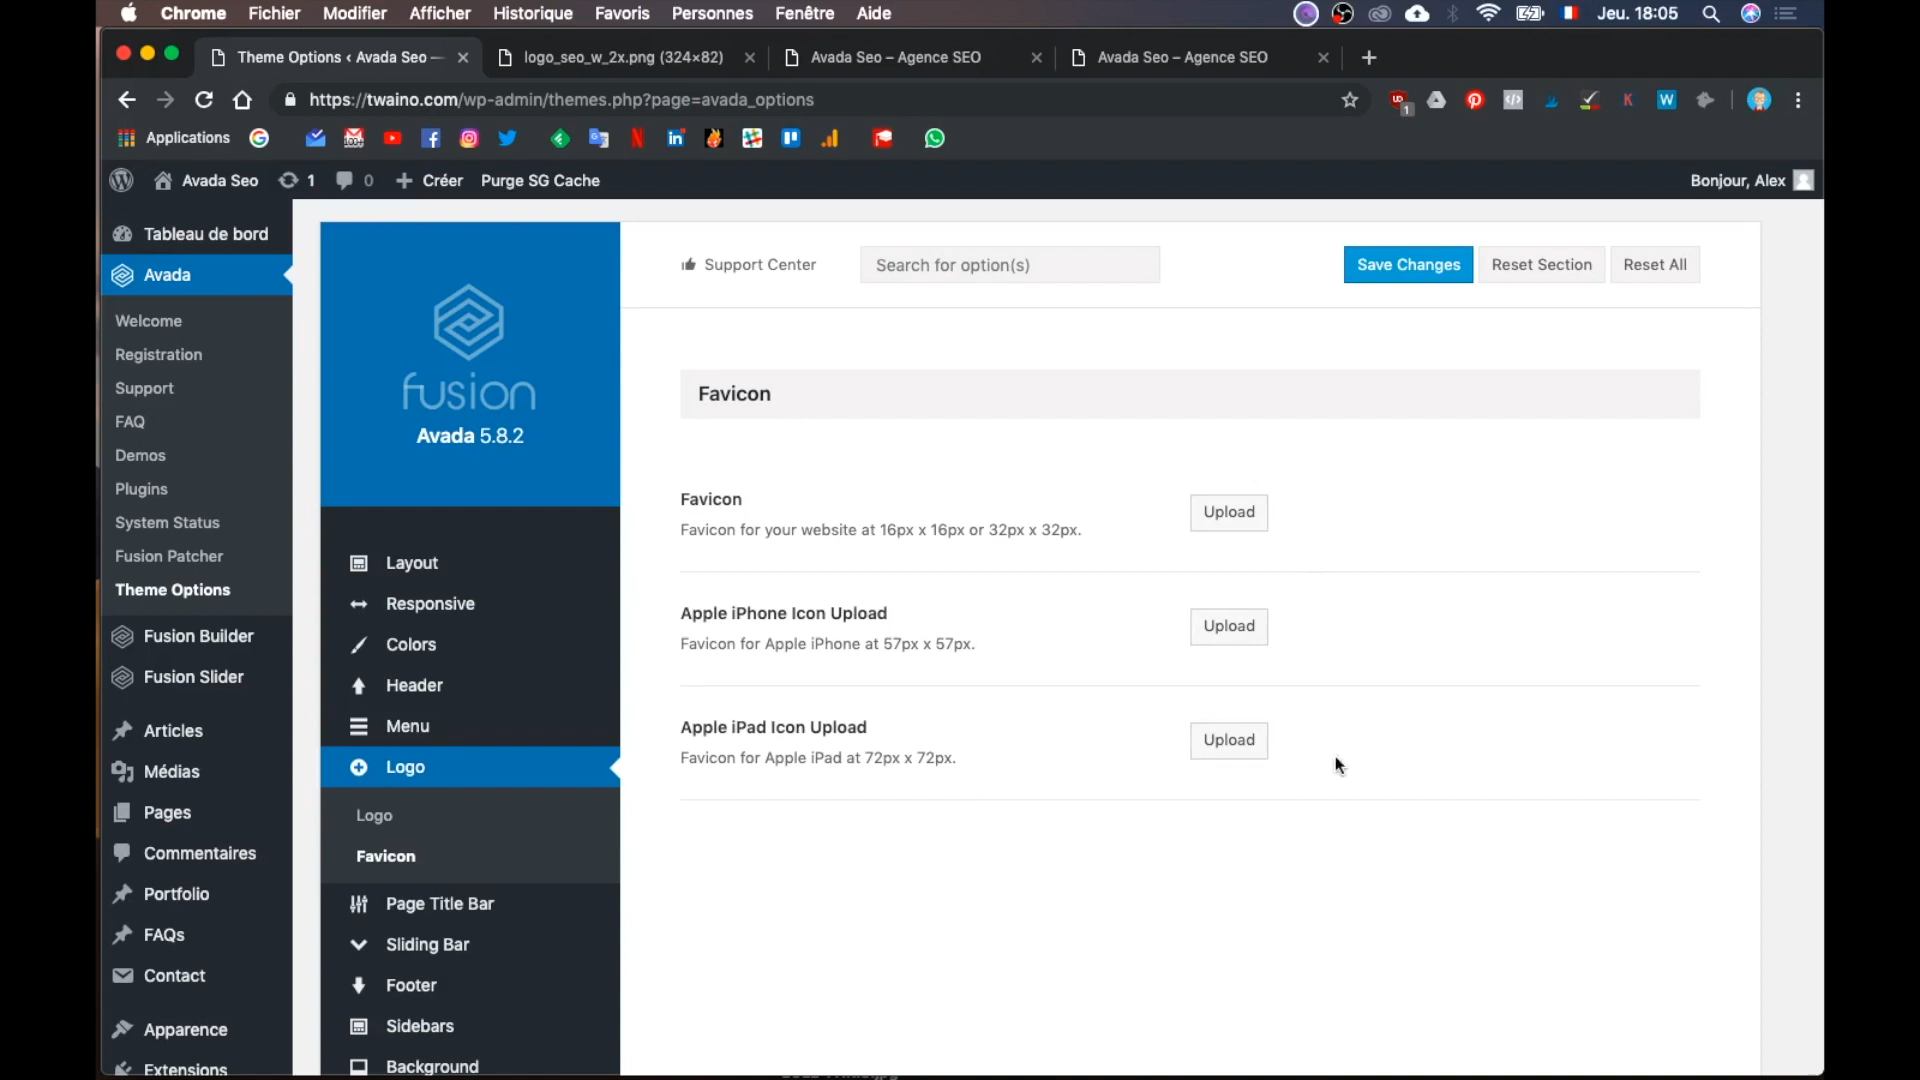 Chrome Fichier Modifier Afficher Historique Favoris Personnes Fenêtre Aide Jeu. 18:05
Theme Options ‹ Avada Seo — logo_seo_w_2x.png (324×82) Avada Seo – Agence SEO Avada Seo – Agence SEO
https://twaino.com/wp-admin/themes.php?page=avada_options
Applications
Avada Seo 1 0 Créer Purge SG Cache Bonjour, Alex
Tableau de bord
Avada
Welcome
Registration
Support
FAQ
Demos
Plugins
System Status
Fusion Patcher
Theme Options
Fusion Builder
Fusion Slider
Articles
Médias
Pages
Commentaires
Portfolio
FAQs
Contact
Apparence
Extensions
fusion
Avada 5.8.2
Layout
Responsive
Colors
Header
Menu
Logo
Logo
Favicon
Page Title Bar
Sliding Bar
Footer
Sidebars
Background
Support Center Search for option(s) Save Changes Reset Section Reset All
Favicon
Favicon
Favicon for your website at 16px x 16px or 32px x 32px.
Upload
Apple iPhone Icon Upload
Favicon for Apple iPhone at 57px x 57px.
Upload
Apple iPad Icon Upload
Favicon for Apple iPad at 72px x 72px.
Upload